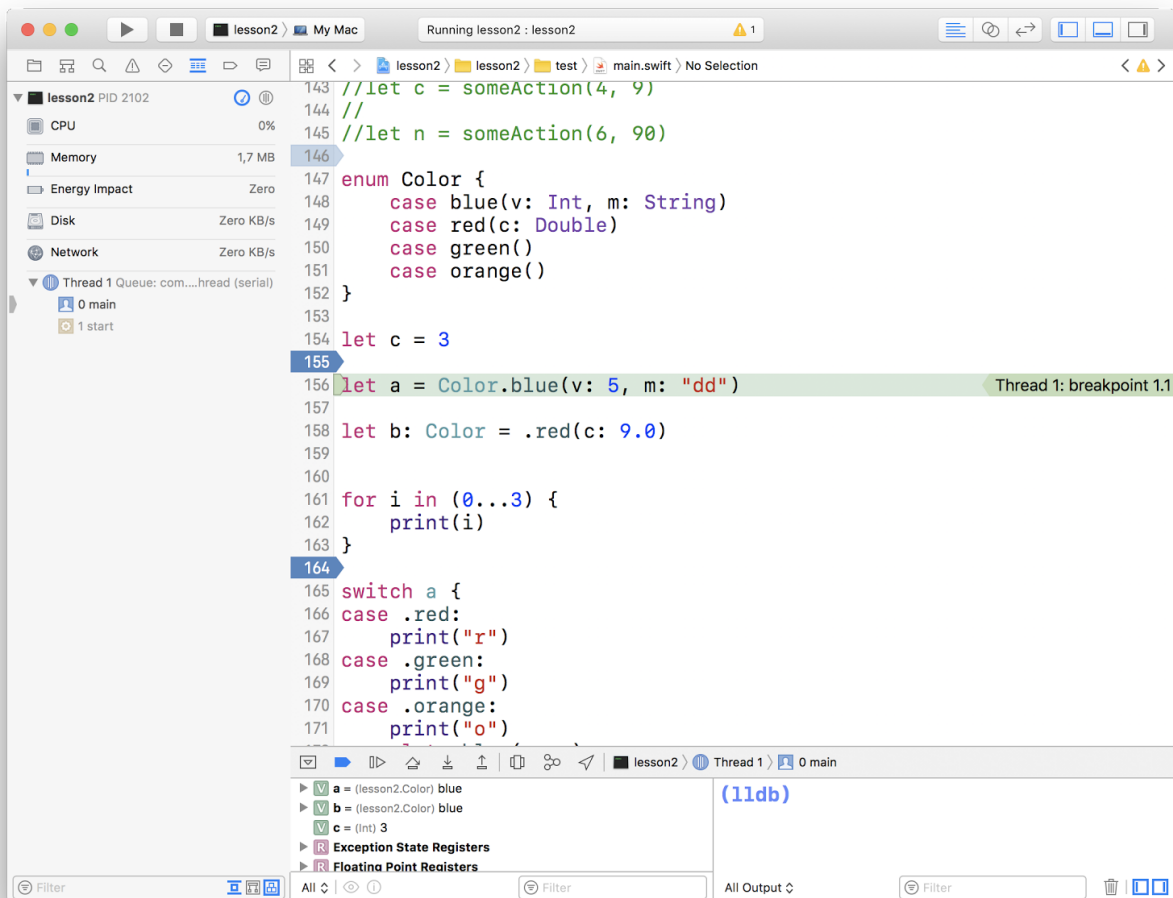 lesson2 My Mac Running lesson2 : lesson2 1
lesson2 lesson2 test main.swift No Selection
lesson2 PID 2102
CPU 0%
Memory 1,7 MB
Energy Impact Zero
Disk Zero KB/s
Network Zero KB/s
Thread 1 Queue: com....hread (serial)
0 main
1 start
143 //let c = someAction(4, 9)
144 //
145 //let n = someAction(6, 90)
146
147 enum Color {
148 case blue(v: Int, m: String)
149 case red(c: Double)
150 case green()
151 case orange()
152 }
153
154 let c = 3
155
156 let a = Color.blue(v: 5, m: "dd") Thread 1: breakpoint 1.1
157
158 let b: Color = .red(c: 9.0)
159
160
161 for i in (0...3) {
162 print(i)
163 }
164
165 switch a {
166 case .red:
167 print("r")
168 case .green:
169 print("g")
170 case .orange:
171 print("o")
lesson2 Thread 1 0 main
V a = (lesson2.Color) blue
V b = (lesson2.Color) blue
V c = (Int) 3
R Exception State Registers
R Floating Point Registers
(lldb)
Filter All Filter All Output Filter